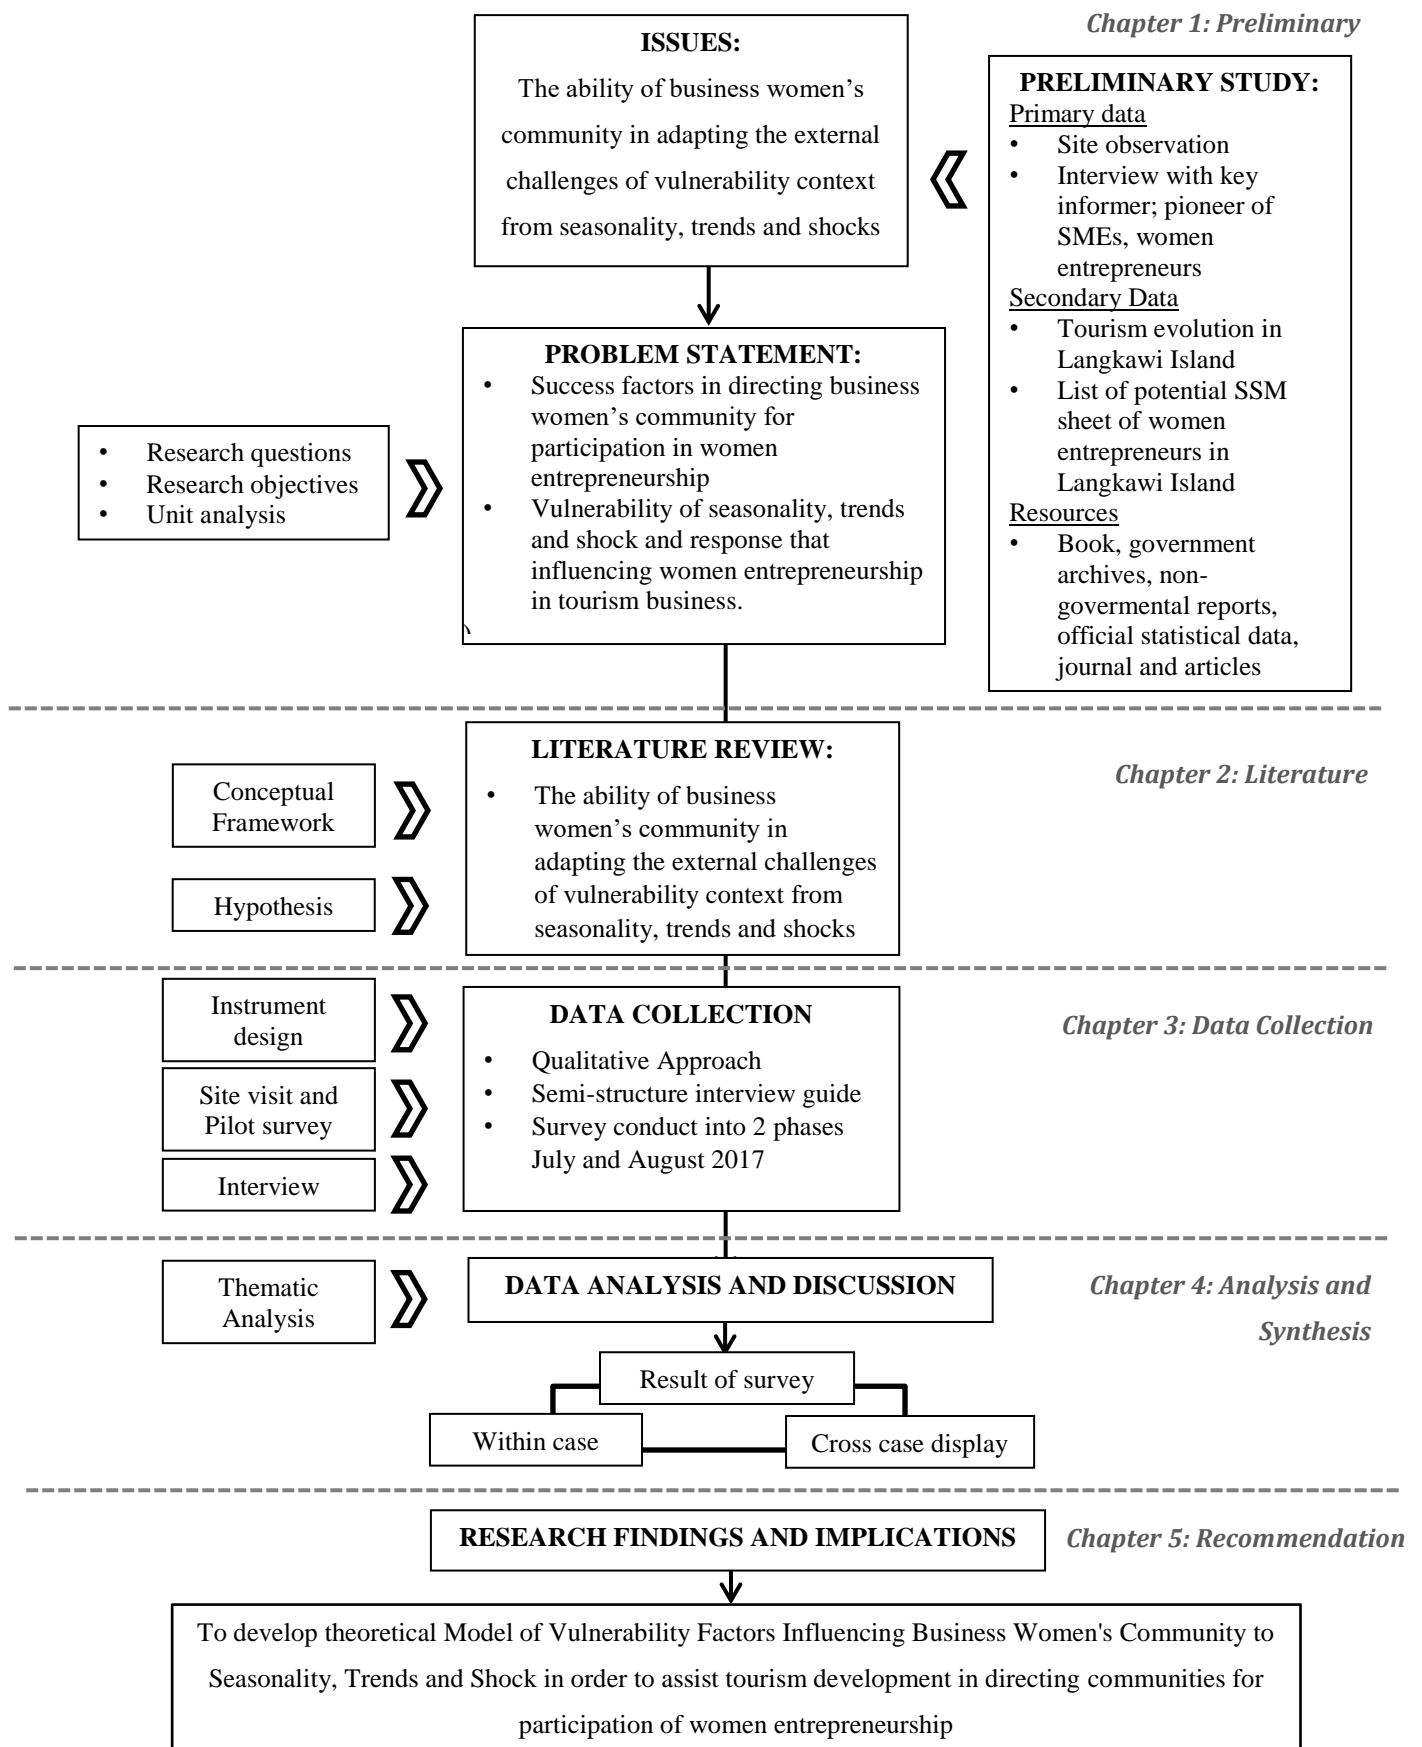 Chapter 1: Preliminary
ISSUES:
The ability of business women’s
community in adapting the external
challenges of vulnerability context
from seasonality, trends and shocks
PRELIMINARY STUDY:
Primary data
• Site observation
• Interview with key
informer; pioneer of
SMEs, women
entrepreneurs
Secondary Data
• Tourism evolution in
Langkawi Island
• List of potential SSM
sheet of women
entrepreneurs in
Langkawi Island
Resources
• Book, government
archives, non-
govermental reports,
official statistical data,
journal and articles
PROBLEM STATEMENT:
• Success factors in directing business
women’s community for
participation in women
entrepreneurship
• Vulnerability of seasonality, trends
and shock and response that
influencing women entrepreneurship
in tourism business.
• Research questions
• Research objectives
• Unit analysis
Chapter 2: Literature
LITERATURE REVIEW:
• The ability of business
women’s community in
adapting the external challenges
of vulnerability context from
seasonality, trends and shocks
Conceptual
Framework
Hypothesis
Chapter 3: Data Collection
DATA COLLECTION
• Qualitative Approach
• Semi-structure interview guide
• Survey conduct into 2 phases
July and August 2017
Instrument
design
Site visit and
Pilot survey
Interview
Chapter 4: Analysis and
Synthesis
Thematic
Analysis
DATA ANALYSIS AND DISCUSSION
Result of survey
Within case
Cross case display
RESEARCH FINDINGS AND IMPLICATIONS
Chapter 5: Recommendation
To develop theoretical Model of Vulnerability Factors Influencing Business Women's Community to
Seasonality, Trends and Shock in order to assist tourism development in directing communities for
participation of women entrepreneurship